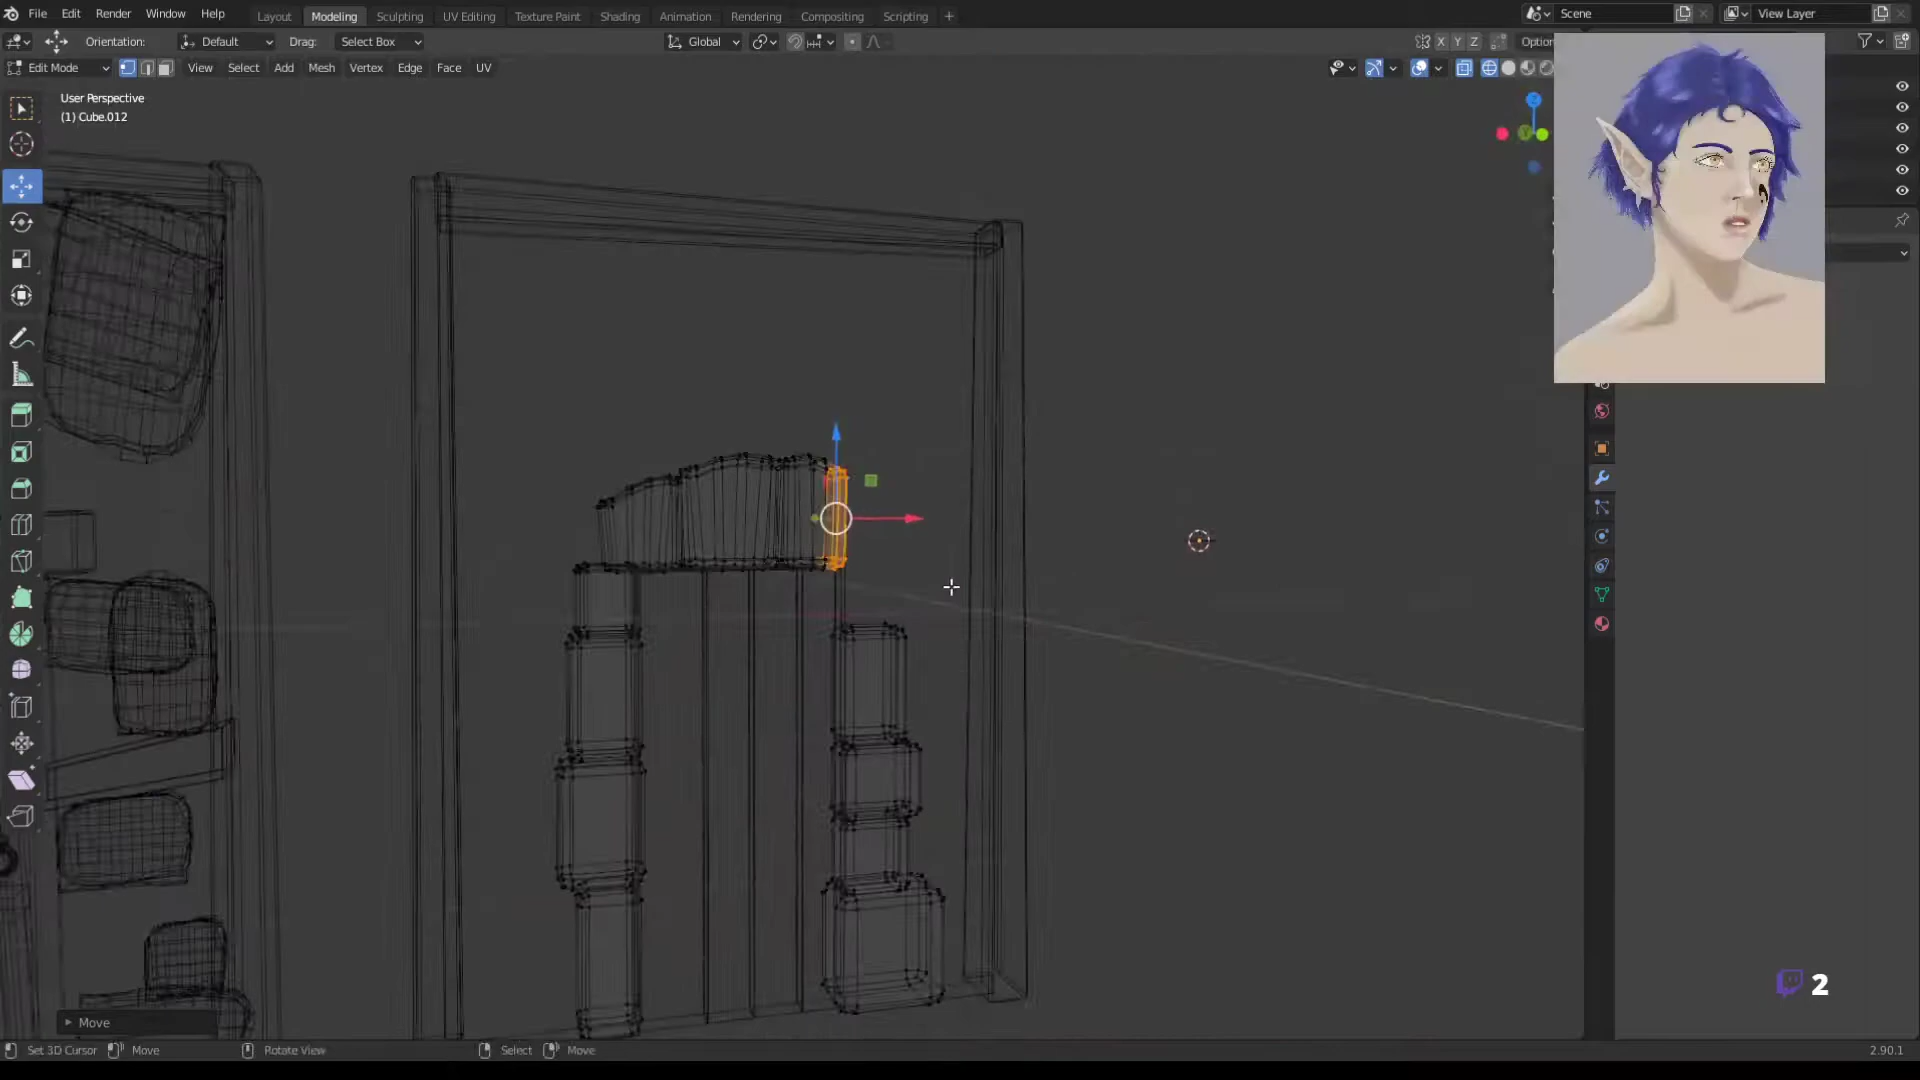 File Edit Render Window Help Layout Modeling Sculpting UV Editing Texture Paint Shading Animation Rendering Compositing Scripting + Scene View Layer
Orientation: Default Drag: Select Box Global X Y Z Option
Edit Mode View Select Add Mesh Vertex Edge Face UV
User Perspective
(1) Cube.012
Z
Y
2
Move
Set 3D Cursor Move Rotate View Select Move 2.90.1